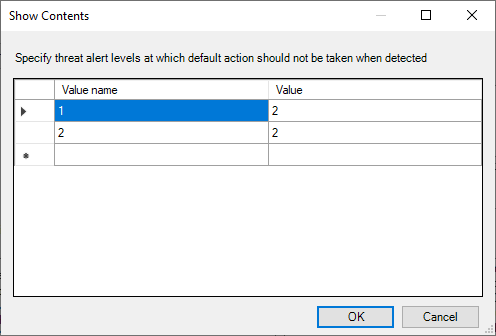 Show Contents
Specify threat alert levels at which default action should not be taken when detected
Value name Value
1 2
2 2
OK Cancel